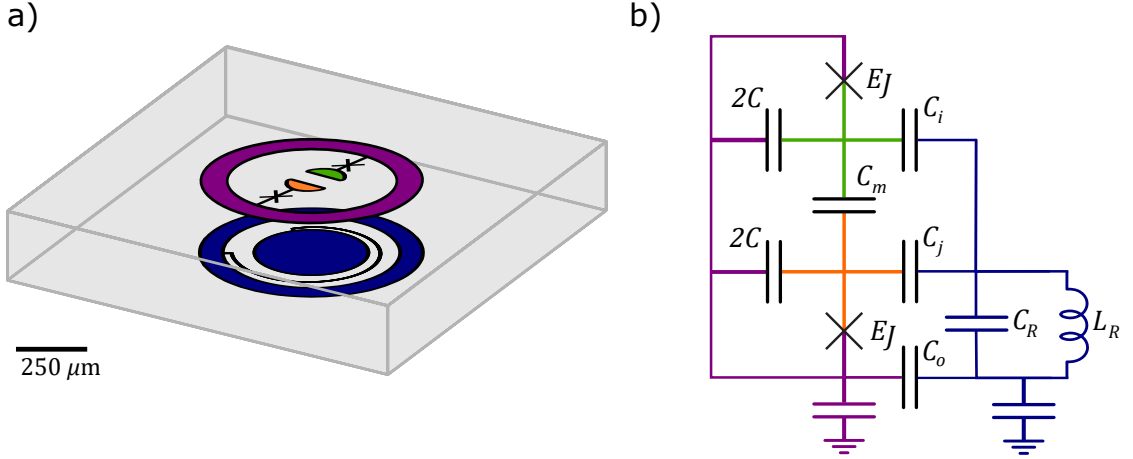 a)
b)
E_J
2C
C_i
C_m
2C
C_j
E_J
C_R
L_R
C_o
250 μm